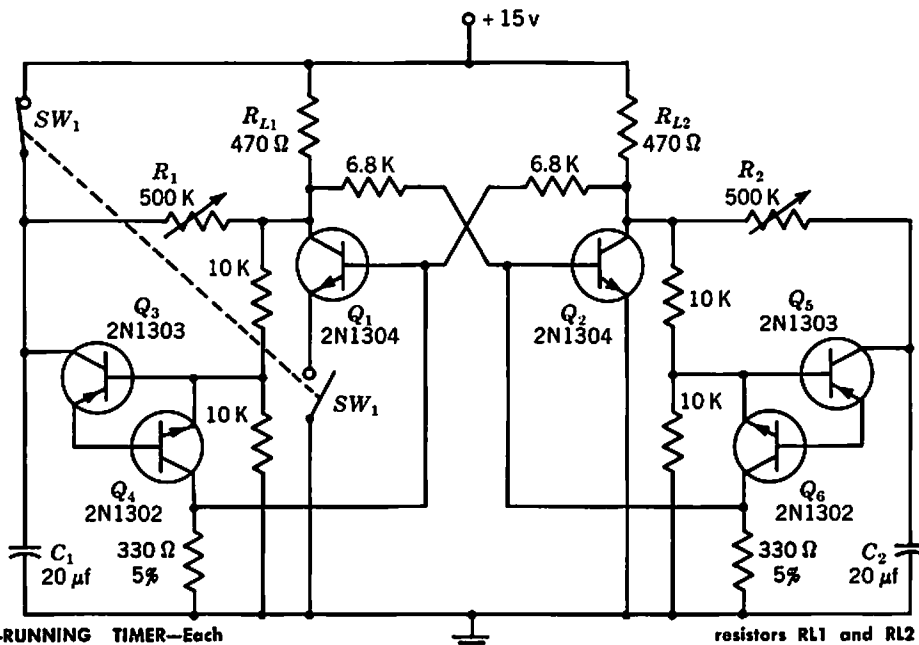 + 15 v
SW1
RL1
470 Ω
RL2
470 Ω
6.8 K
6.8 K
R1
500 K
R2
500 K
10 K
Q1
2N1304
Q2
2N1304
10 K
Q3
2N1303
Q5
2N1303
10 K
SW1
10 K
Q4
2N1302
Q6
2N1302
C1
20 μf
330 Ω
5%
330 Ω
5%
C2
20 μf
-RUNNING TIMER—Each
resistors RL1 and RL2